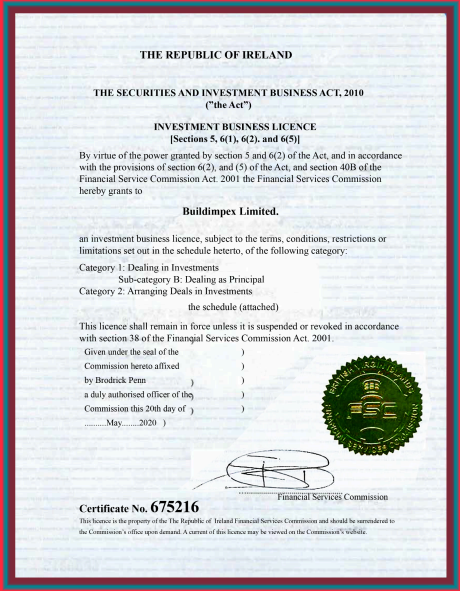 THE REPUBLIC OF IRELAND
THE SECURITIES AND INVESTMENT BUSINESS ACT, 2010
("the Act")
INVESTMENT BUSINESS LICENCE
[Sections 5, 6(1), 6(2). and 6(5)]
By virtue of the power granted by section 5 and 6(2) of the Act, and in accordance
with the provisions of section 6(2), and (5) of the Act, and section 40B of the
Financial Service Commission Act. 2001 the Financial Services Commission
hereby grants to
Buildimpex Limited.
an investment business licence, subject to the terms, conditions, restrictions or
limitations set out in the schedule heterto, of the following category:
Category 1: Dealing in Investments
Sub-category B: Dealing as Principal
Category 2: Arranging Deals in Investments
the schedule (attached)
This licence shall remain in force unless it is suspended or revoked in accordance
with section 38 of the Financial Services Commission Act. 2001.
Given under the seal of the )
Commission hereto affixed )
by Brodrick Penn ) )
a duly authorised officer of the) )
Commission this 20th day of ) )
..........May........2020 )
FSC
Financial Services Commission
Certificate No. 675216
This licence is the property of the The Republic of Ireland Financial Services Commission and should be surrendered to
the Commission's office upon demand. A current of this licence may be viewed on the Commission's website.